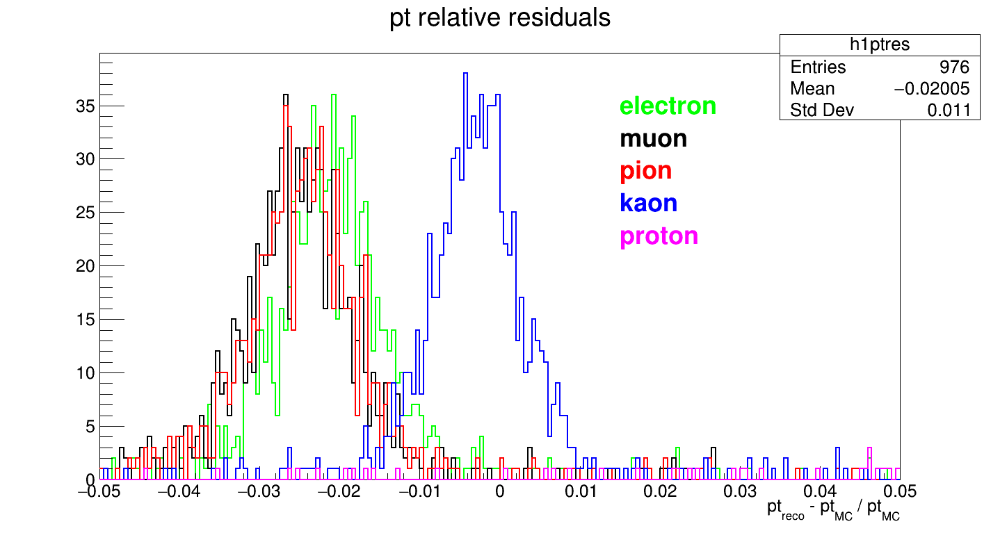 pt relative residuals
h1ptres
Entries 976
Mean −0.02005
Std Dev 0.011
electron
muon
pion
kaon
proton
35
30
25
20
15
10
5
0
−0.05 −0.04 −0.03 −0.02 −0.01 0 0.01 0.02 0.03 0.04 0.05
pt_reco - pt_MC / pt_MC